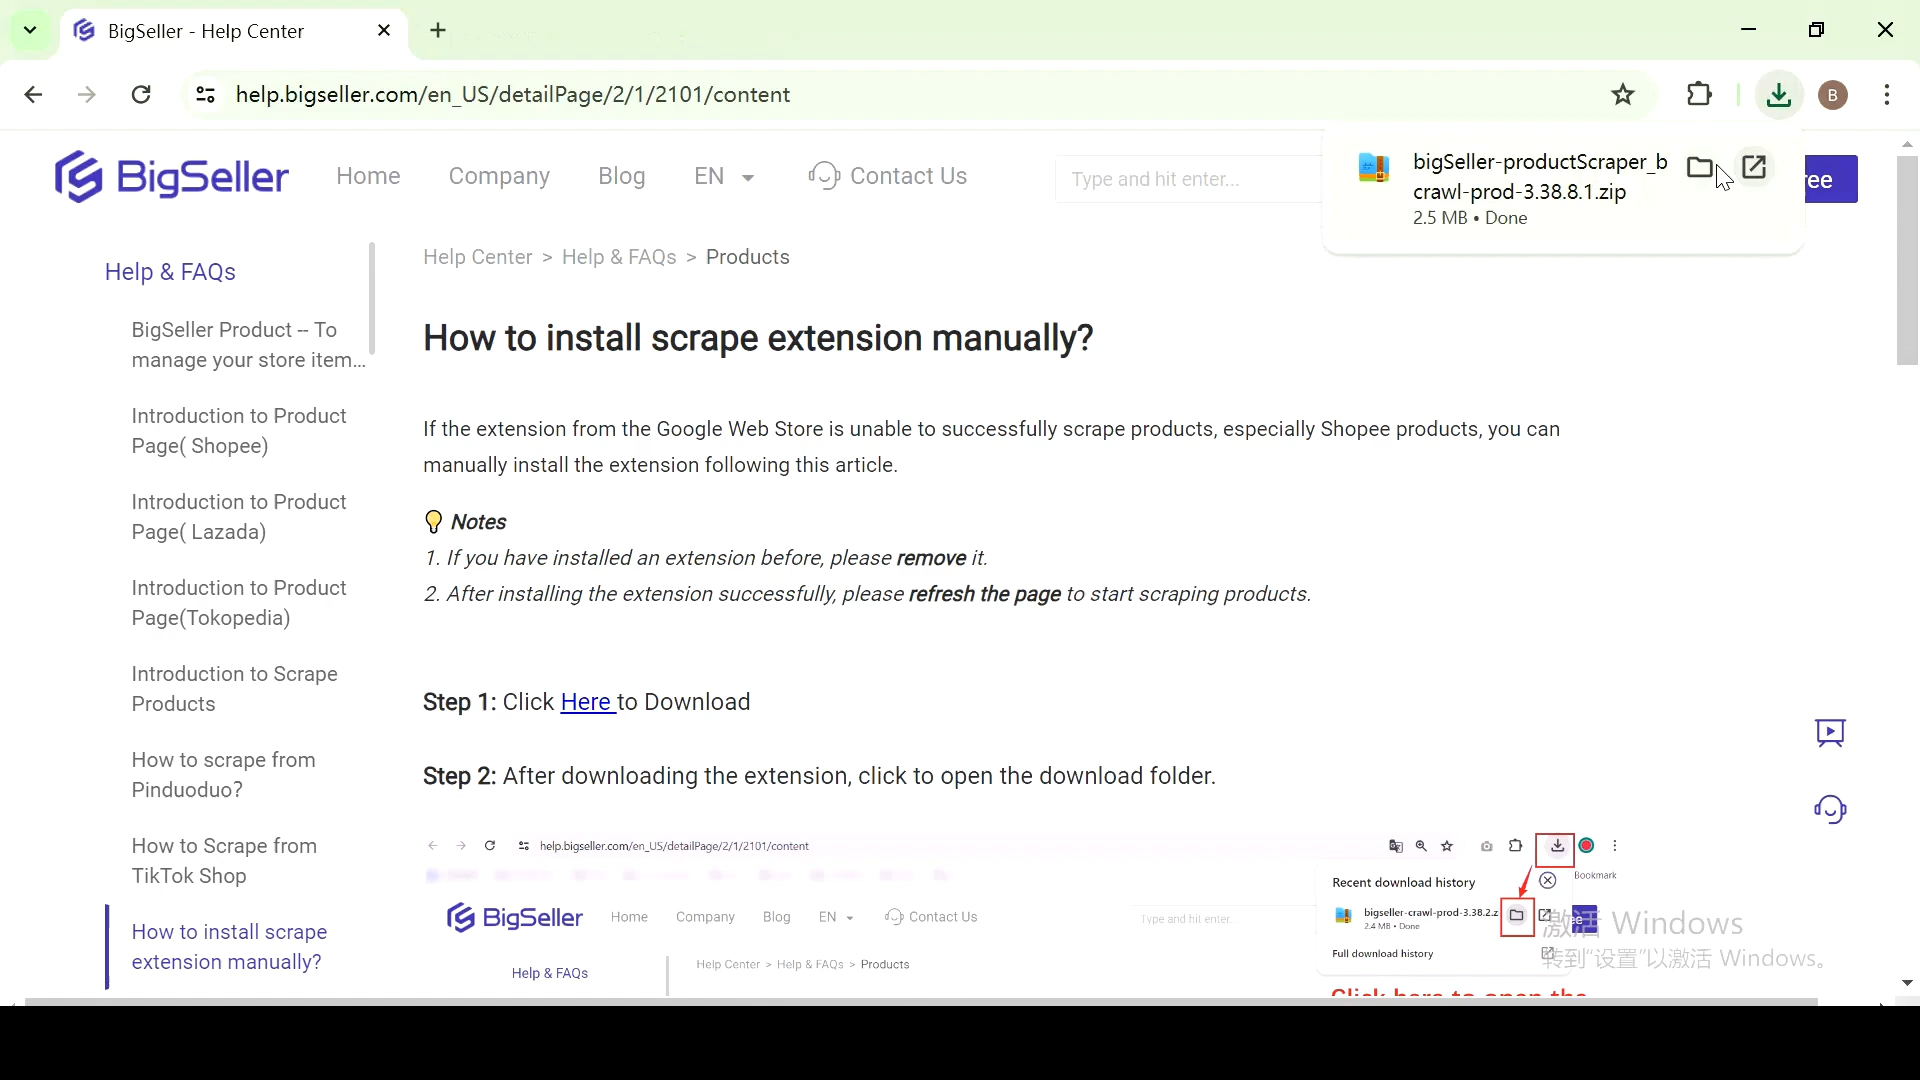 BigSeller - Help Center
help.bigseller.com/en_US/detailPage/2/1/2101/content
B
bigSeller-productScraper_b
crawl-prod-3.38.8.1.zip
2.5 MB • Done
BigSeller
Home
Company
Blog
EN
Contact Us
Type and hit enter...
ree
Help & FAQs
BigSeller Product -- To
manage your store item...
Introduction to Product
Page( Shopee)
Introduction to Product
Page( Lazada)
Introduction to Product
Page(Tokopedia)
Introduction to Scrape
Products
How to scrape from
Pinduoduo?
How to Scrape from
TikTok Shop
How to install scrape
extension manually?
Help Center > Help & FAQs > Products
How to install scrape extension manually?
If the extension from the Google Web Store is unable to successfully scrape products, especially Shopee products, you can
manually install the extension following this article.
Notes
1. If you have installed an extension before, please remove it.
2. After installing the extension successfully, please refresh the page to start scraping products.
Step 1: Click Here to Download
Step 2: After downloading the extension, click to open the download folder.
help.bigseller.com/en_US/detailPage/2/1/2101/content
Recent download history
Bookmark
bigseller-crawl-prod-3.38.2.z
2.4 MB • Done
Full download history
BigSeller
Home
Company
Blog
EN
Contact Us
Type and hit enter...
Help & FAQs
Help Center > Products
Click here to open the
激活 Windows
转到"设置"以激活 Windows。